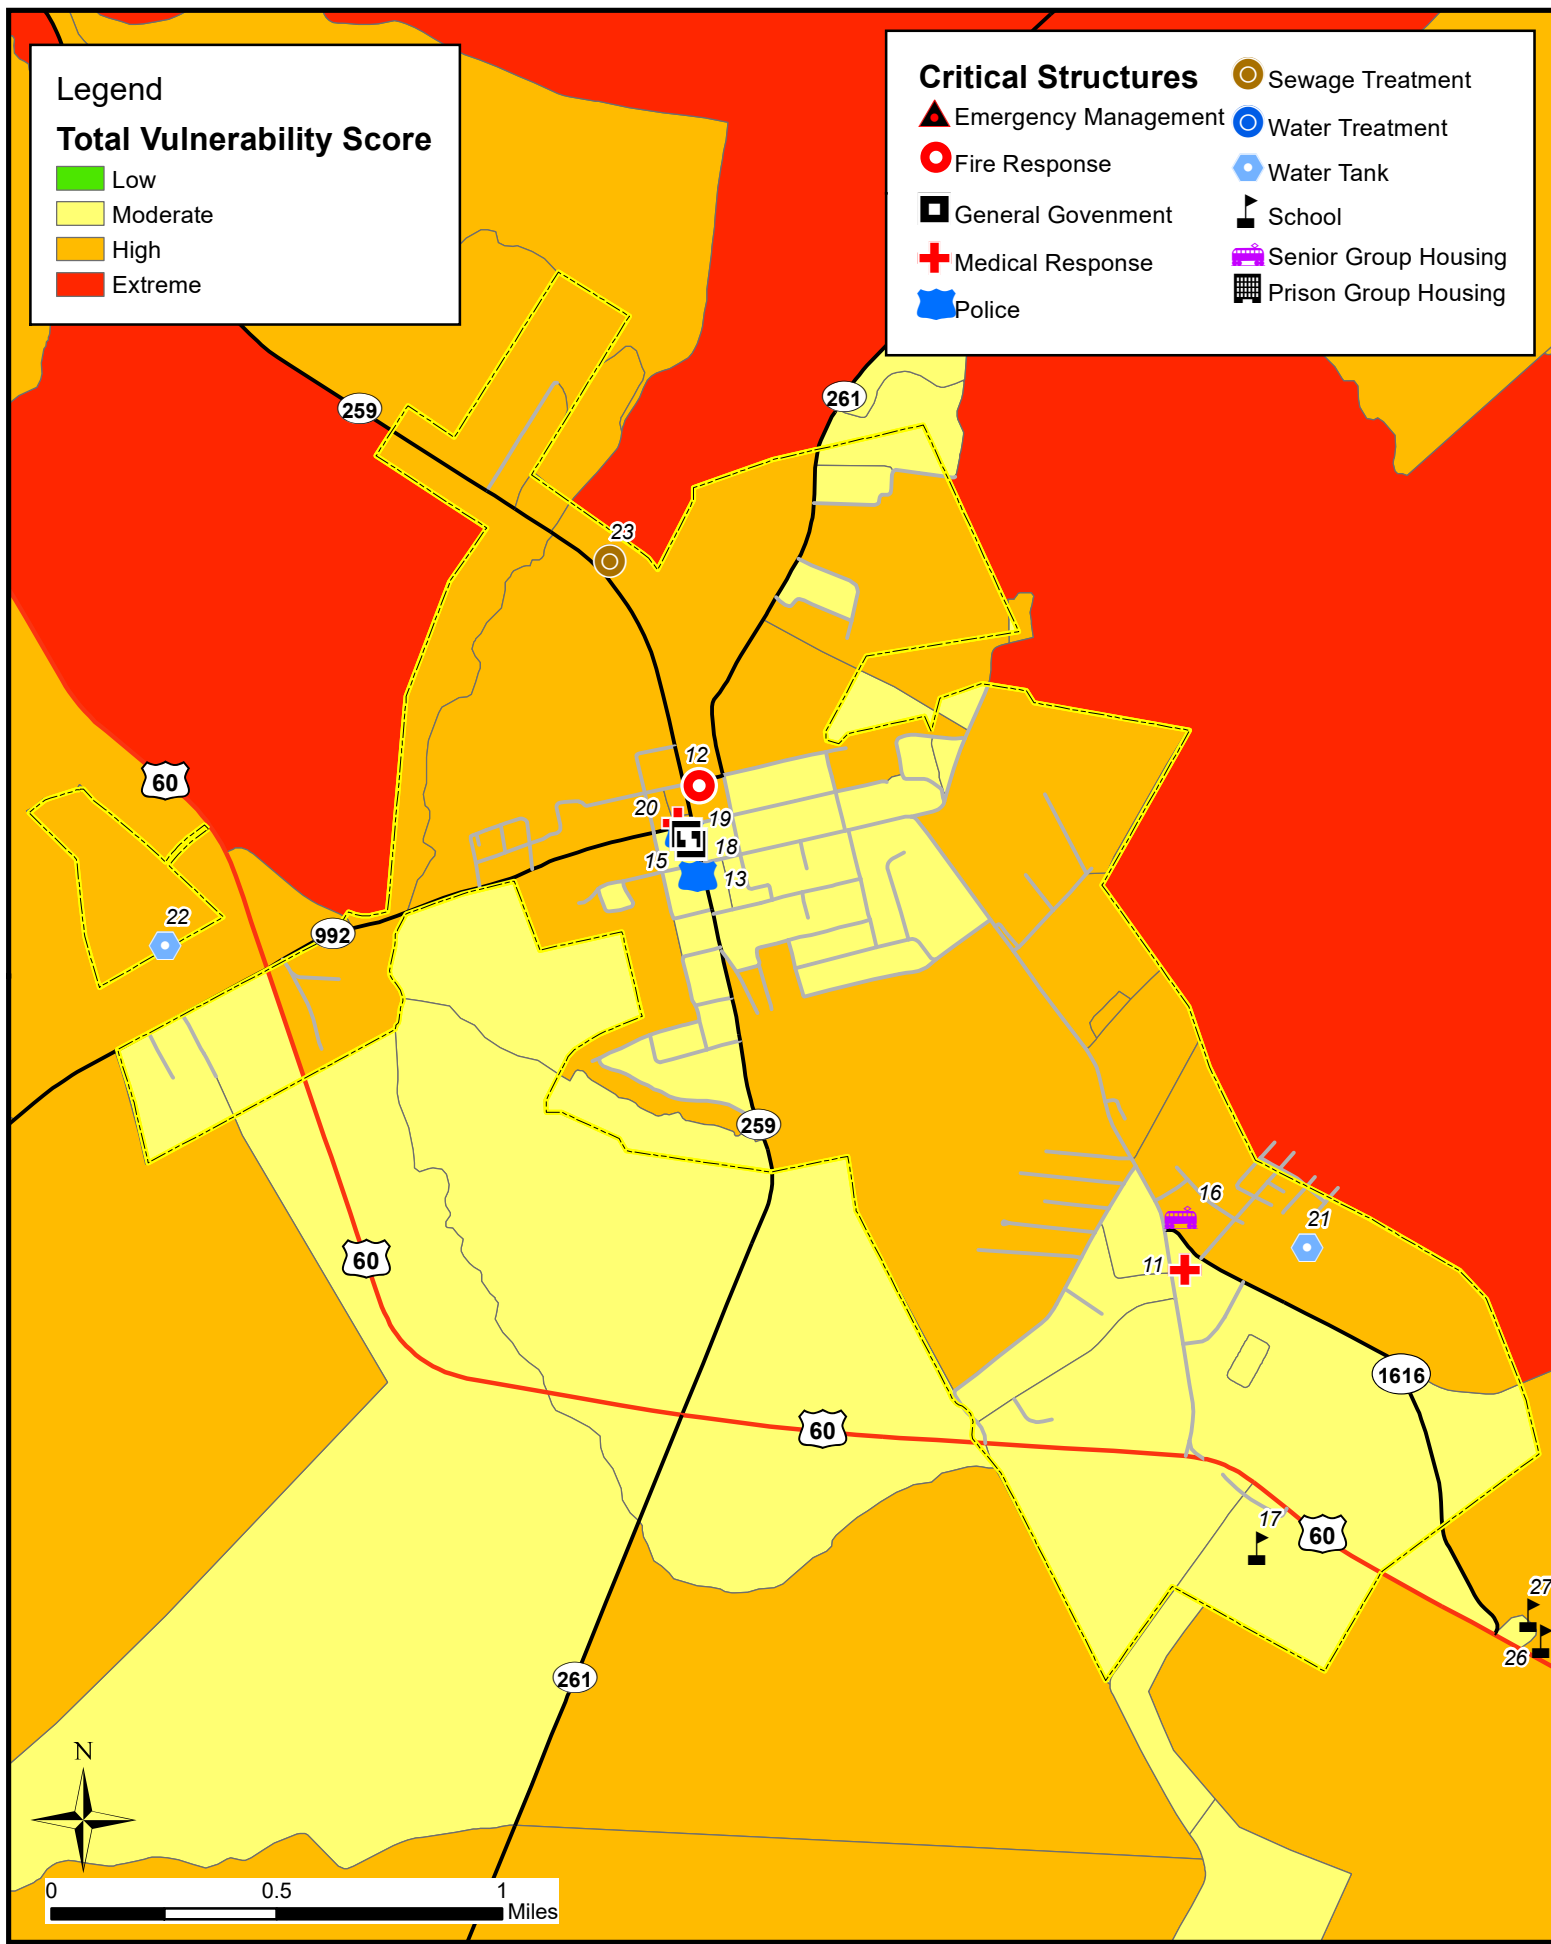 Legend
Total Vulnerability Score
Low
Moderate
High
Extreme
Critical Structures
Emergency Management
Fire Response
General Govenment
Medical Response
Police
Sewage Treatment
Water Treatment
Water Tank
School
Senior Group Housing
Prison Group Housing
259
261
23
60
12
20
19
18
15
13
22
992
259
16
21
11
60
1616
60
17
60
27
26
261
N
0 0.5 1
Miles